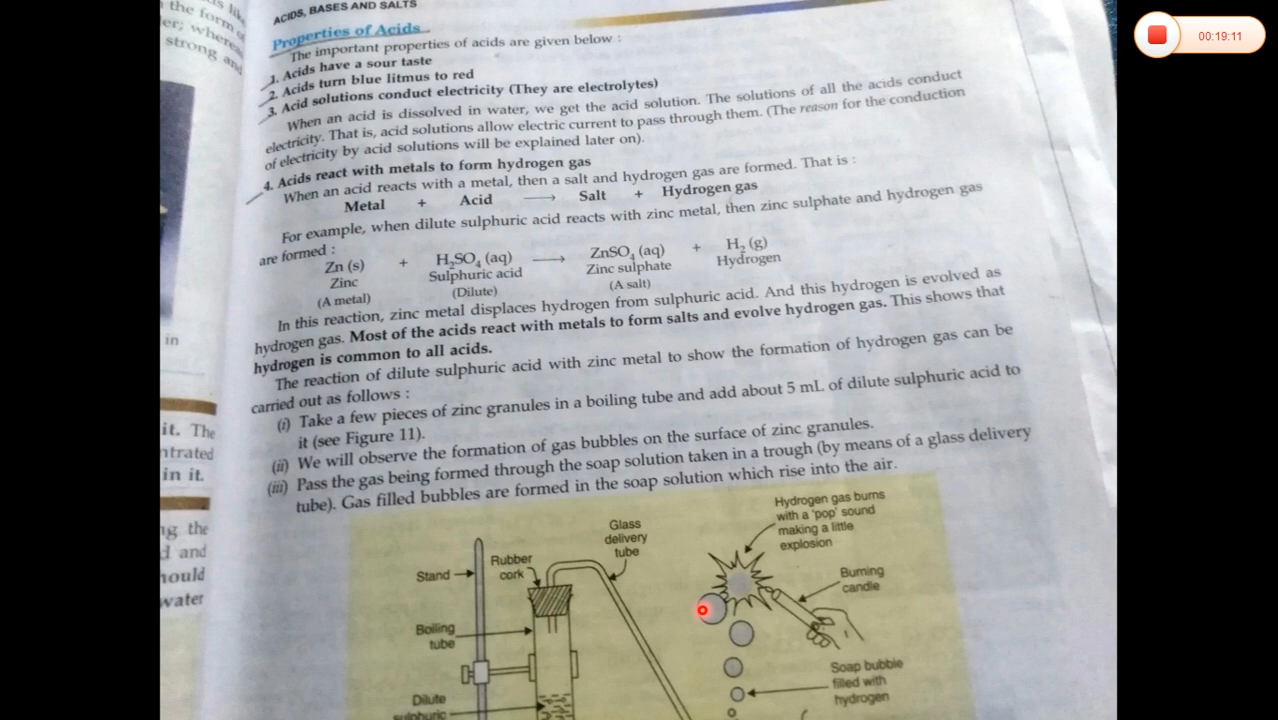 the form of
strong and
in
it. The
in it.
ng the
d and
water
ACIDS, BASES AND SALTS
Properties of Acids
The important properties of acids are given below :
1. Acids have a sour taste
2. Acids turn blue litmus to red
3. Acid solutions conduct electricity (They are electrolytes)
When an acid is dissolved in water, we get the acid solution. The solutions of all the acids conduct
electricity. That is, acid solutions allow electric current to pass through them. (The reason for the conduction
of electricity by acid solutions will be explained later on).
4. Acids react with metals to form hydrogen gas
When an acid reacts with a metal, then a salt and hydrogen gas are formed. That is :
Metal + Acid ⟶ Salt + Hydrogen gas
For example, when dilute sulphuric acid reacts with zinc metal, then zinc sulphate and hydrogen gas
are formed :
Zn (s) + H₂SO₄ (aq) ⟶ ZnSO₄ (aq) + H₂ (g)
Zinc Sulphuric acid Zinc sulphate Hydrogen
(A metal) (Dilute) (A salt)
In this reaction, zinc metal displaces hydrogen from sulphuric acid. And this hydrogen is evolved as
hydrogen gas. Most of the acids react with metals to form salts and evolve hydrogen gas. This shows that
hydrogen is common to all acids.
The reaction of dilute sulphuric acid with zinc metal to show the formation of hydrogen gas can be
carried out as follows :
(i) Take a few pieces of zinc granules in a boiling tube and add about 5 mL of dilute sulphuric acid to
it (see Figure 11).
(ii) We will observe the formation of gas bubbles on the surface of zinc granules.
(iii) Pass the gas being formed through the soap solution taken in a trough (by means of a glass delivery
tube). Gas filled bubbles are formed in the soap solution which rise into the air.
Hydrogen gas burns
with a 'pop' sound
making a little
explosion
Glass
delivery
tube
Rubber
cork
Stand
Burning
candle
Boiling
tube
Soap bubble
filled with
hydrogen
Dilute
sulphuric
00:19:11